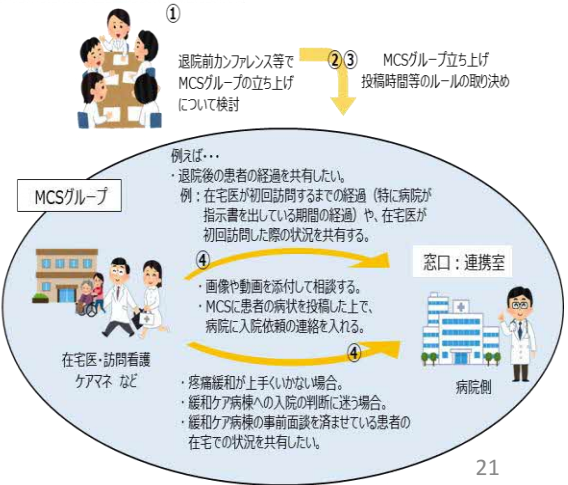 ①
退院前カンファレンス等で
MCSグループの立ち上げ
について検討
②③
MCSグループ立ち上げ
投稿時間等のルールの取り決め
例えば・・・
・退院後の患者の経過を共有したい。
例：在宅医が初回訪問するまでの経過（特に病院が
指示書を出している期間の経過）や、在宅医が
初回訪問した際の状況を共有する。
MCSグループ
④
窓口：連携室
・画像や動画を添付して相談する。
・MCSに患者の病状を投稿した上で、
病院に入院依頼の連絡を入れる。
④
在宅医・訪問看護
ケアマネ など
病院側
・疼痛緩和が上手くいかない場合。
・緩和ケア病棟への入院の判断に迷う場合。
・緩和ケア病棟の事前面談を済ませている患者の
在宅での状況を共有したい。
21